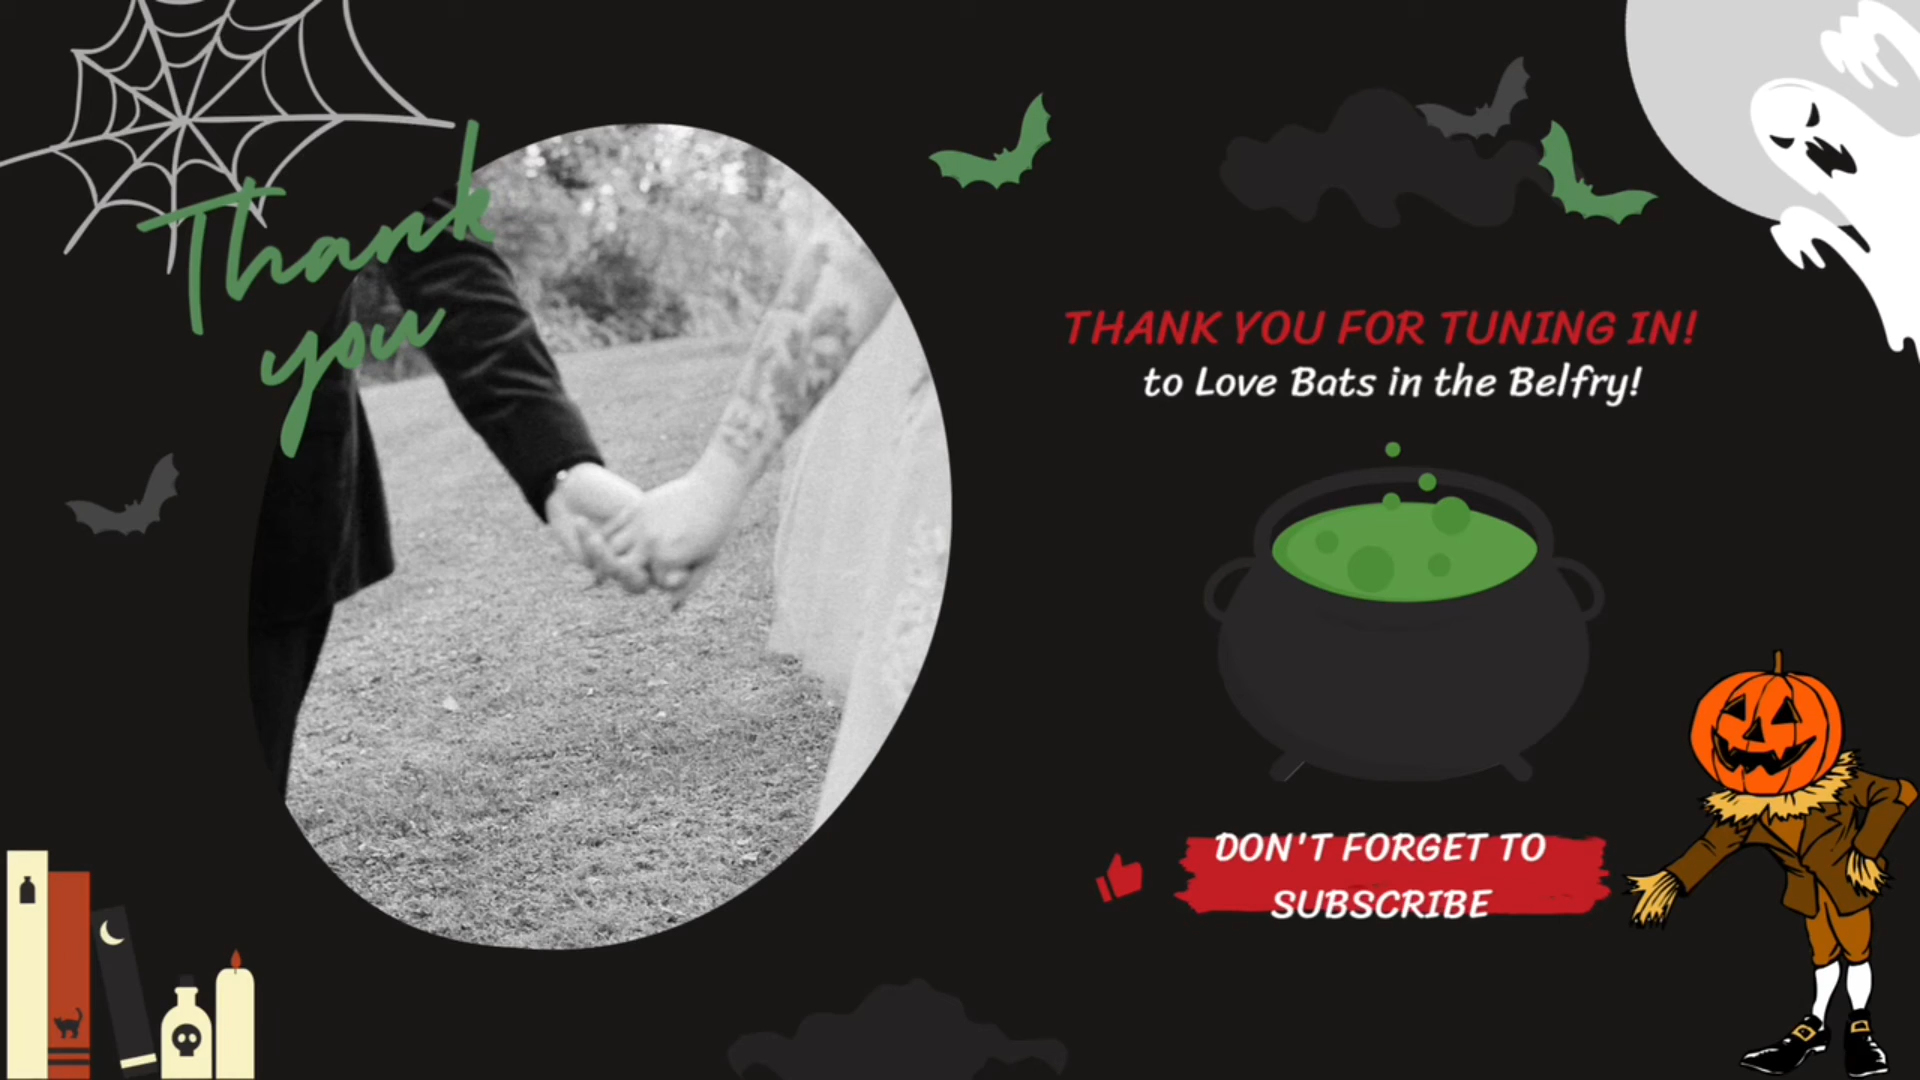 Thank
you
THANK YOU FOR TUNING IN!
to Love Bats in the Belfry!
DON'T FORGET TO
SUBSCRIBE